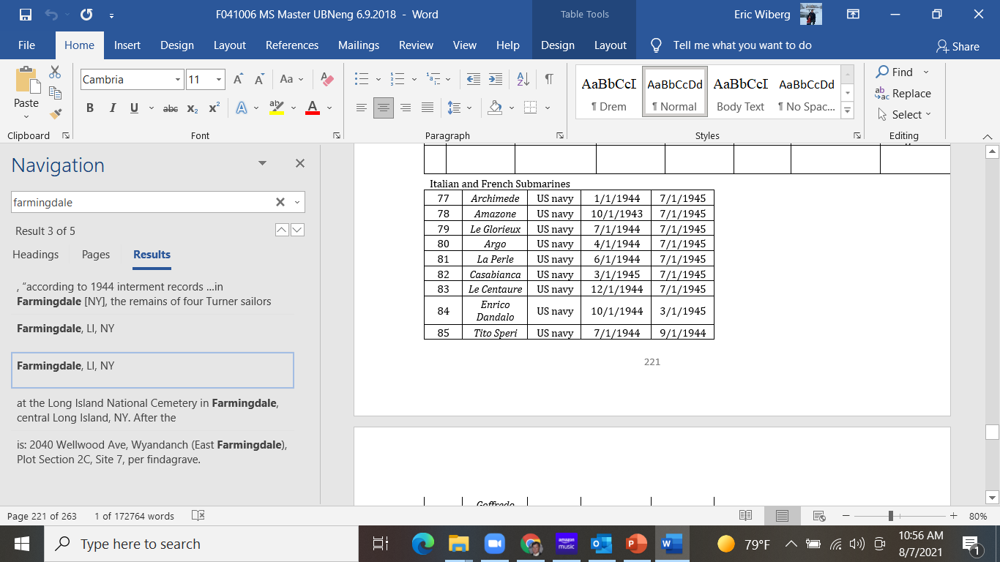 F041006 MS Master UBNeng 6.9.2018 - Word
Table Tools
Eric Wiberg
File Home Insert Design Layout References Mailings Review View Help Design Layout Tell me what you want to do Share
Paste
Clipboard
Cambria 11
Aa
B I U abc X₂ X²
A ab A
Font
Paragraph
AaBbCcI AaBbCcDd AaBbCcI AaBbCcDd
¶ Drem ¶ Normal Body Text ¶ No Spac...
Styles
Find
Replace
Select
Editing
Navigation
farmingdale
Result 3 of 5
Headings Pages Results
, “according to 1944 interment records ...in
Farmingdale [NY], the remains of four Turner sailors
Farmingdale, LI, NY
Farmingdale, LI, NY
at the Long Island National Cemetery in Farmingdale,
central Long Island, NY. After the
is: 2040 Wellwood Ave, Wyandanch (East Farmingdale),
Plot Section 2C, Site 7, per findagrave.
Italian and French Submarines
77 Archimede US navy 1/1/1944 7/1/1945
78 Amazone US navy 10/1/1943 7/1/1945
79 Le Glorieux US navy 7/1/1944 7/1/1945
80 Argo US navy 4/1/1944 7/1/1945
81 La Perle US navy 6/1/1944 7/1/1945
82 Casabianca US navy 3/1/1945 7/1/1945
83 Le Centaure US navy 12/1/1944 7/1/1945
84 Enrico Dandalo US navy 10/1/1944 3/1/1945
85 Tito Speri US navy 7/1/1944 9/1/1944
221
Goffredo
Page 221 of 263 1 of 172764 words
80%
Type here to search
amazon music
79°F
10:56 AM
8/7/2021
1